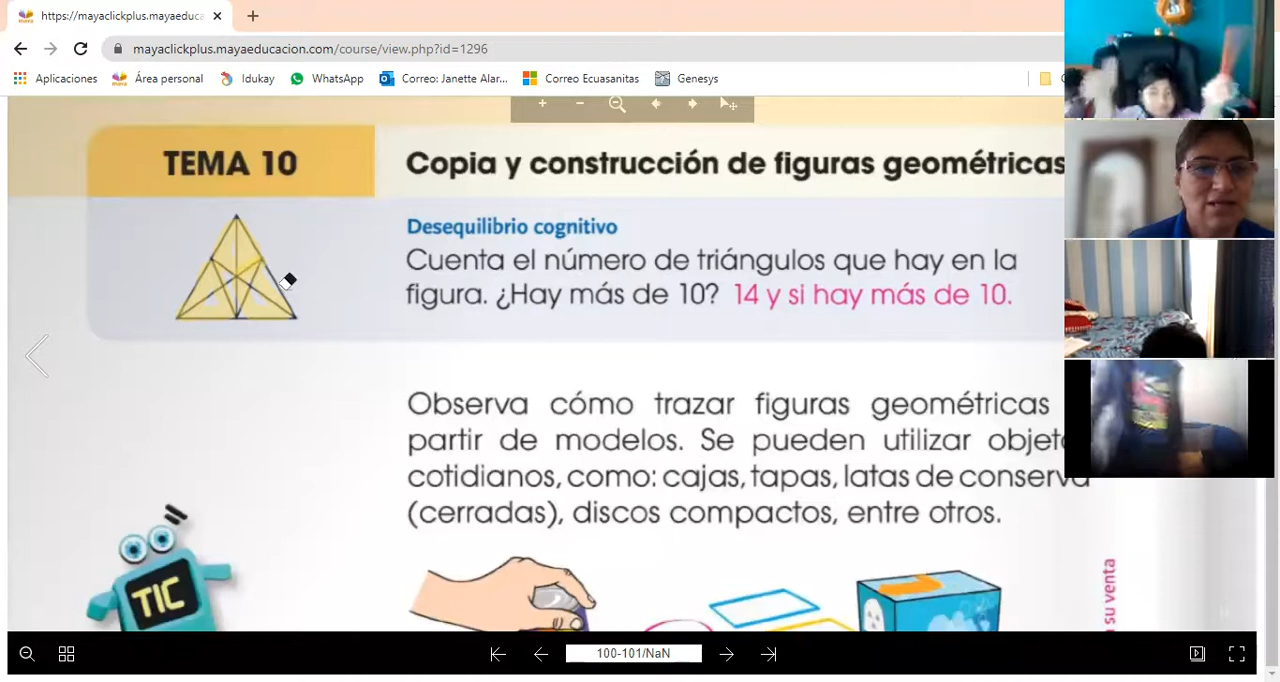 https://mayaclickplus.mayaeduca
mayaclickplus.mayaeducacion.com/course/view.php?id=1296
Aplicaciones
Área personal
Idukay
WhatsApp
Correo: Janette Alar...
Correo Ecuasanitas
Genesys
TEMA 10
Copia y construcción de figuras geométricas
Desequilibrio cognitivo
Cuenta el número de triángulos que hay en la
figura. ¿Hay más de 10? 14 y si hay más de 10.
Observa cómo trazar figuras geométricas
partir de modelos. Se pueden utilizar objeto
cotidianos, como: cajas, tapas, latas de conserva
(cerradas), discos compactos, entre otros.
TIC
su venta
100-101/NaN